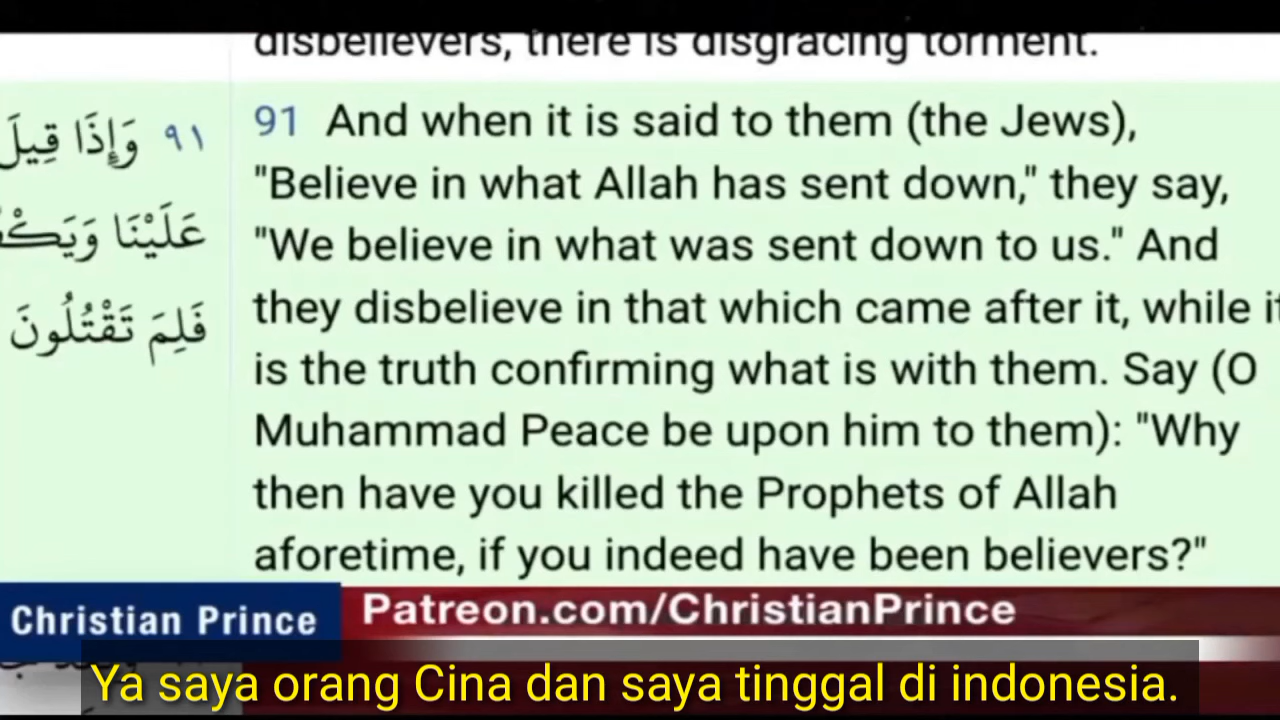 disbelievers, there is disgracing torment.
٩١ وَإِذَا قِيلَ
عَلَيْنَا
فَلِمَ تَقْتُلُونَ
91 And when it is said to them (the Jews),
"Believe in what Allah has sent down," they say,
"We believe in what was sent down to us." And
they disbelieve in that which came after it, while
is the truth confirming what is with them. Say (O
Muhammad Peace be upon him to them): "Why
then have you killed the Prophets of Allah
aforetime, if you indeed have been believers?"
Christian Prince
Patreon.com/ChristianPrince
Ya saya orang Cina dan saya tinggal di indonesia.